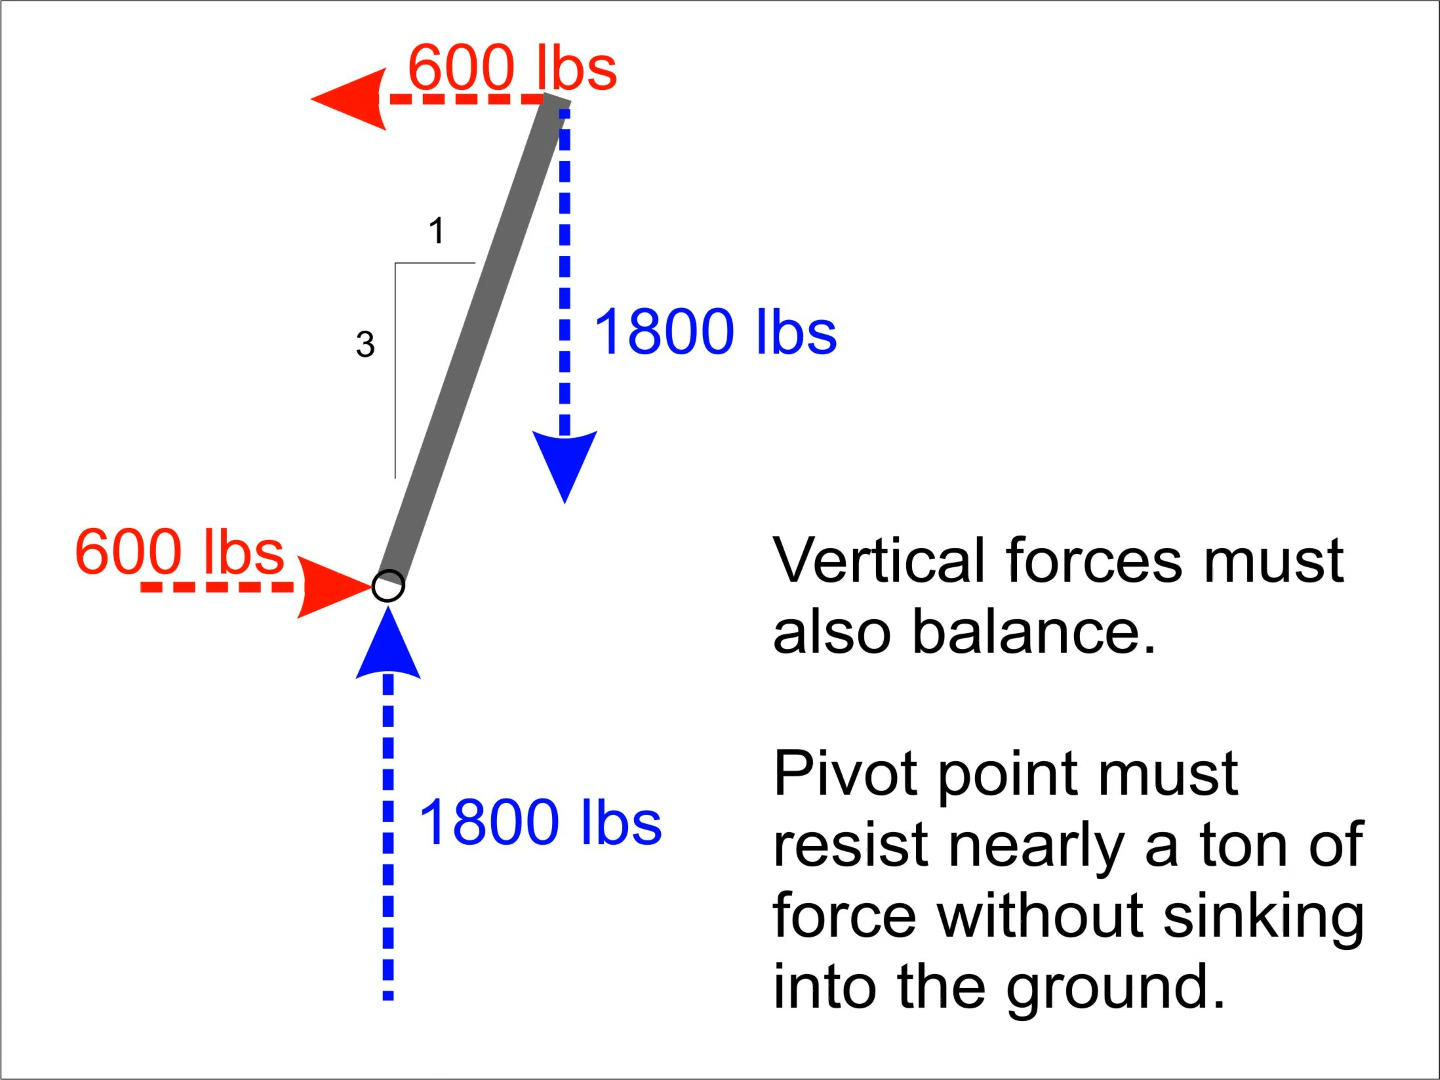 600 lbs
1
3
1800 lbs
600 lbs
Vertical forces must
also balance.
Pivot point must
resist nearly a ton of
force without sinking
into the ground.
1800 lbs